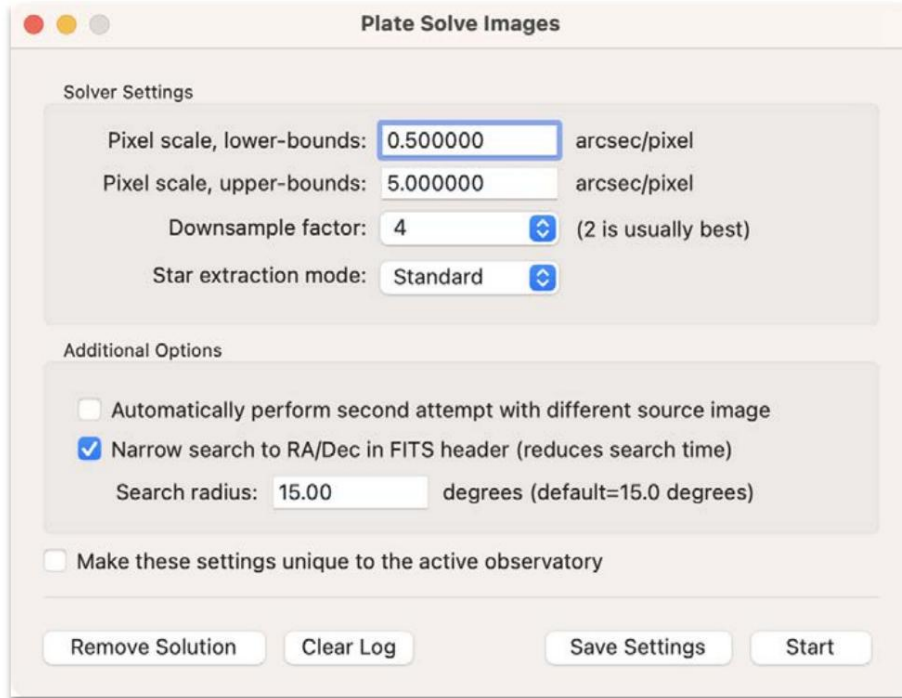 Plate Solve Images
Solver Settings
Pixel scale, lower-bounds: 0.500000 arcsec/pixel
Pixel scale, upper-bounds: 5.000000 arcsec/pixel
Downsample factor: 4 (2 is usually best)
Star extraction mode: Standard
Additional Options
Automatically perform second attempt with different source image
Narrow search to RA/Dec in FITS header (reduces search time)
Search radius: 15.00 degrees (default=15.0 degrees)
Make these settings unique to the active observatory
Remove Solution Clear Log Save Settings Start